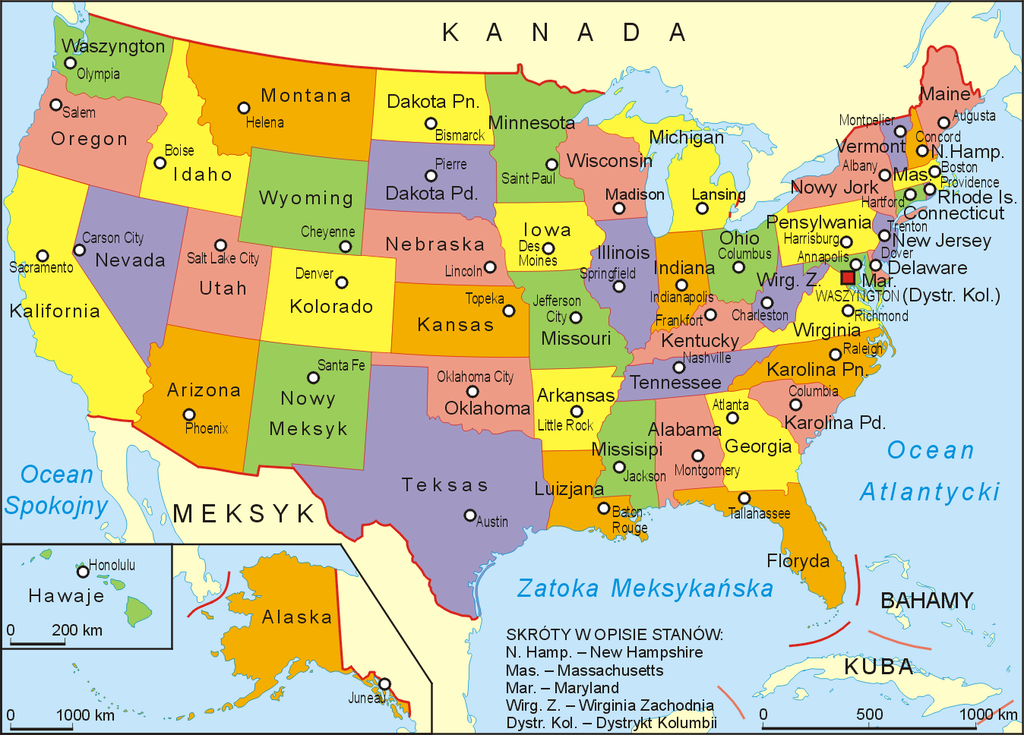 KANADA
Waszyngton
Olympia
Montana
Helena
Dakota Pn.
Bismarck
Minnesota
Saint Paul
Maine
Augusta
Montpelier
Vermont
Concord
N.Hamp.
Salem
Oregon
Boise
Idaho
Pierre
Dakota Pd.
Wisconsin
Madison
Michigan
Lansing
Albany
Nowy Jork
Mas.
Boston
Providence
Hartford
Rhode Is.
Connecticut
Wyoming
Cheyenne
Nebraska
Lincoln
Iowa
Des
Moines
Illinois
Springfield
Indiana
Indianapolis
Ohio
Columbus
Pensylwania
Harrisburg
Trenton
New Jersey
Annapolis
Dover
Delaware
Mar.
WASZYNGTON (Dystr. Kol.)
Sacramento
Kalifornia
Carson City
Nevada
Salt Lake City
Utah
Denver
Kolorado
Topeka
Kansas
Jefferson
City
Missouri
Frankfort
Kentucky
Wirg. Z.
Charleston
Richmond
Wirginia
Arizona
Phoenix
Santa Fe
Nowy
Meksyk
Oklahoma City
Oklahoma
Arkansas
Little Rock
Nashville
Tennessee
Raleigh
Karolina Pn.
Columbia
Karolina Pd.
Atlanta
Georgia
Alabama
Montgomery
Missisipi
Jackson
Luizjana
Baton
Rouge
Teksas
Austin
Tallahassee
Floryda
Ocean
Spokojny
MEKSYK
Ocean
Atlantycki
Zatoka Meksykańska
BAHAMY
KUBA
Honolulu
Hawaje
0 200 km
Alaska
Juneau
0 1000 km
SKRÓTY W OPISIE STANÓW:
N. Hamp. – New Hampshire
Mas. – Massachusetts
Mar. – Maryland
Wirg. Z. – Wirginia Zachodnia
Dystr. Kol. – Dystrykt Kolumbii
0 500 1000 km